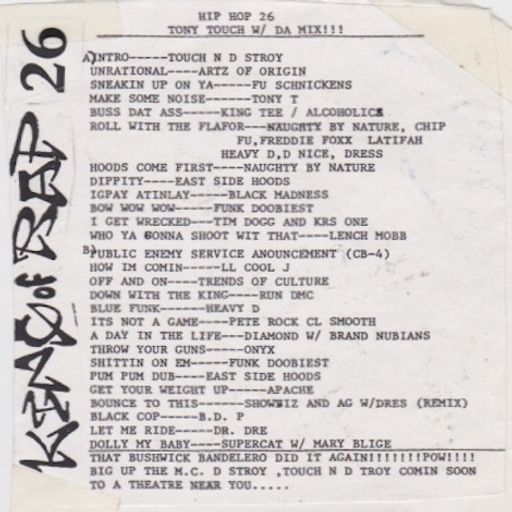 KING OF RAP 26
HIP HOP 26
TONY TOUCH W/ DA MIX!!!
A)INTRO-----TOUCH N D STROY
UNRATIONAL----ARTZ OF ORIGIN
SNEAKIN UP ON YA-----FU SCHNICKENS
MAKE SOME NOISE------TONY T
BUSS DAT ASS-----KING TEE / ALCOHOLICS
ROLL WITH THE FLAFOR---NAUGHTY BY NATURE, CHIP
FU,FREDDIE FOXX LATIFAH
HEAVY D,D NICE, DRESS
HOODS COME FIRST----NAUGHTY BY NATURE
DIPPITY----EAST SIDE HOODS
IGPAY ATINLAY-----BLACK MADNESS
BOW WOW WOW-----FUNK DOOBIEST
I GET WRECKED---TIM DOGG AND KRS ONE
WHO YA GONNA SHOOT WIT THAT----LENCH MOBB
B)PUBLIC ENEMY SERVICE ANOUNCEMENT (CB-4)
HOW IM COMIN-----LL COOL J
OFF AND ON----TRENDS OF CULTURE
DOWN WITH THE KING----RUN DMC
BLUE FUNK-------HEAVY D
ITS NOT A GAME----PETE ROCK CL SMOOTH
A DAY IN THE LIFE---DIAMOND W/ BRAND NUBIANS
THROW YOUR GUNS-----ONYX
SHITTIN ON EM-----FUNK DOOBIEST
PUM PUM DUB----EAST SIDE HOODS
GET YOUR WEIGHT UP-----APACHE
BOUNCE TO THIS-------SHOWBIZ AND AG W/DRES (REMIX)
BLACK COP-----B.D. P
LET ME RIDE-----DR. DRE
DOLLY MY BABY----SUPERCAT W/ MARY BLIGE
THAT BUSHWICK BANDELERO DID IT AGAIN!!!!!!!!POW!!!!
BIG UP THE M.C. D STROY ,TOUCH N D TROY COMIN SOON
TO A THEATRE NEAR YOU.....